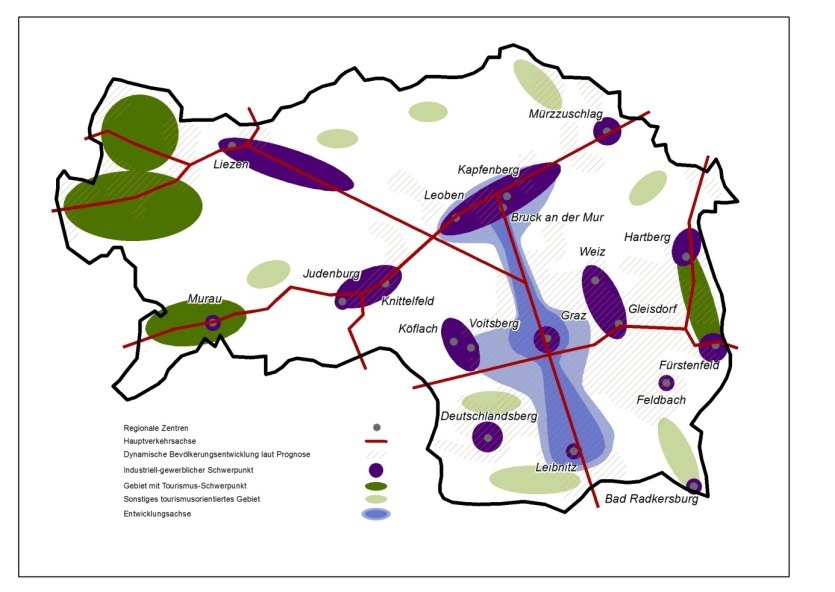 Mürzzuschlag
Kapfenberg
Liezen
Leoben
Bruck an der Mur
Hartberg
Weiz
Judenburg
Murau
Knittelfeld
Gleisdorf
Graz
Köflach
Voitsberg
Fürstenfeld
Feldbach
Deutschlandsberg
Leibnitz
Bad Radkersburg
Regionale Zentren
Hauptverkehrsachse
Dynamische Bevölkerungsentwicklung laut Prognose
Industriell-gewerblicher Schwerpunkt
Gebiet mit Tourismus-Schwerpunkt
Sonstiges tourismusorientiertes Gebiet
Entwicklungsachse